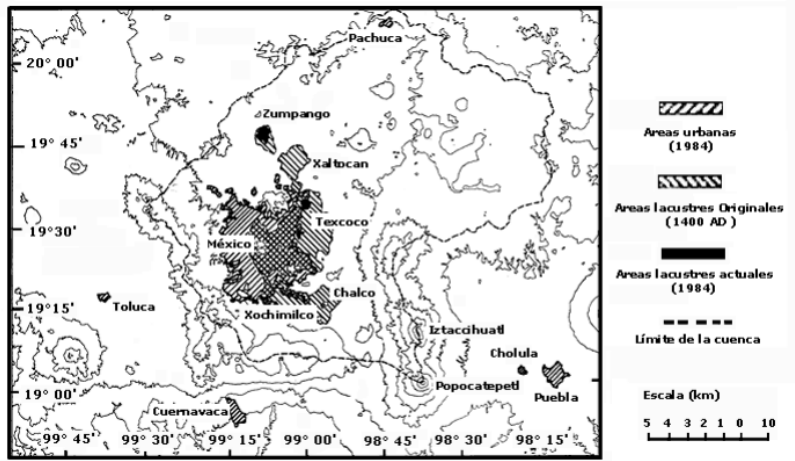 Pachuca
20° 00'
Zumpango
19° 45'
Xaltocan
19° 30'
Texcoco
México
Chalco
19° 15'
Toluca
Xochimilco
Iztaccihuatl
Cholula
Popocatepetl
19° 00'
Puebla
Cuernavaca
99° 45' 99° 30' 99° 15' 99° 00' 98° 45' 98° 30' 98° 15'
Areas urbanas
(1984)
Areas lacustres Originales
(1400 AD )
Areas lacustres actuales
(1984)
Límite de la cuenca
Escala (km)
5 4 3 2 1 0 10